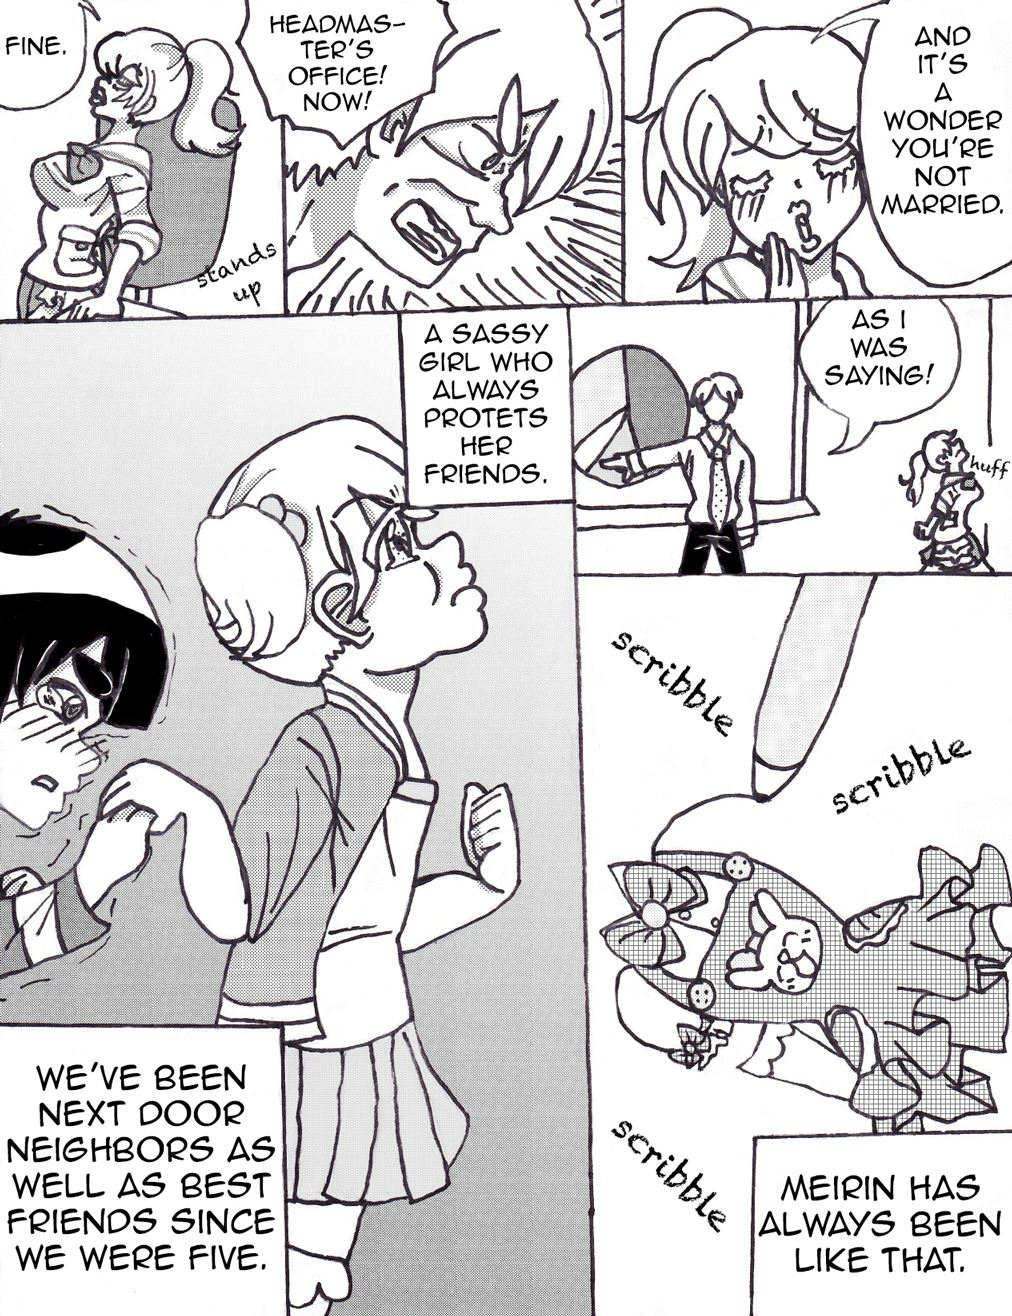 AND
IT'S
A
WONDER
YOU'RE
NOT
MARRIED.
HEADMAS-
TER'S
OFFICE!
NOW!
FINE.
stands
up
AS I
WAS
SAYING!
huff
scribble
scribble
scribble
MEIRIN HAS
ALWAYS BEEN
LIKE THAT.
A SASSY
GIRL WHO
ALWAYS
PROTETS
HER
FRIENDS.
WE'VE BEEN
NEXT DOOR
NEIGHBORS AS
WELL AS BEST
FRIENDS SINCE
WE WERE FIVE.